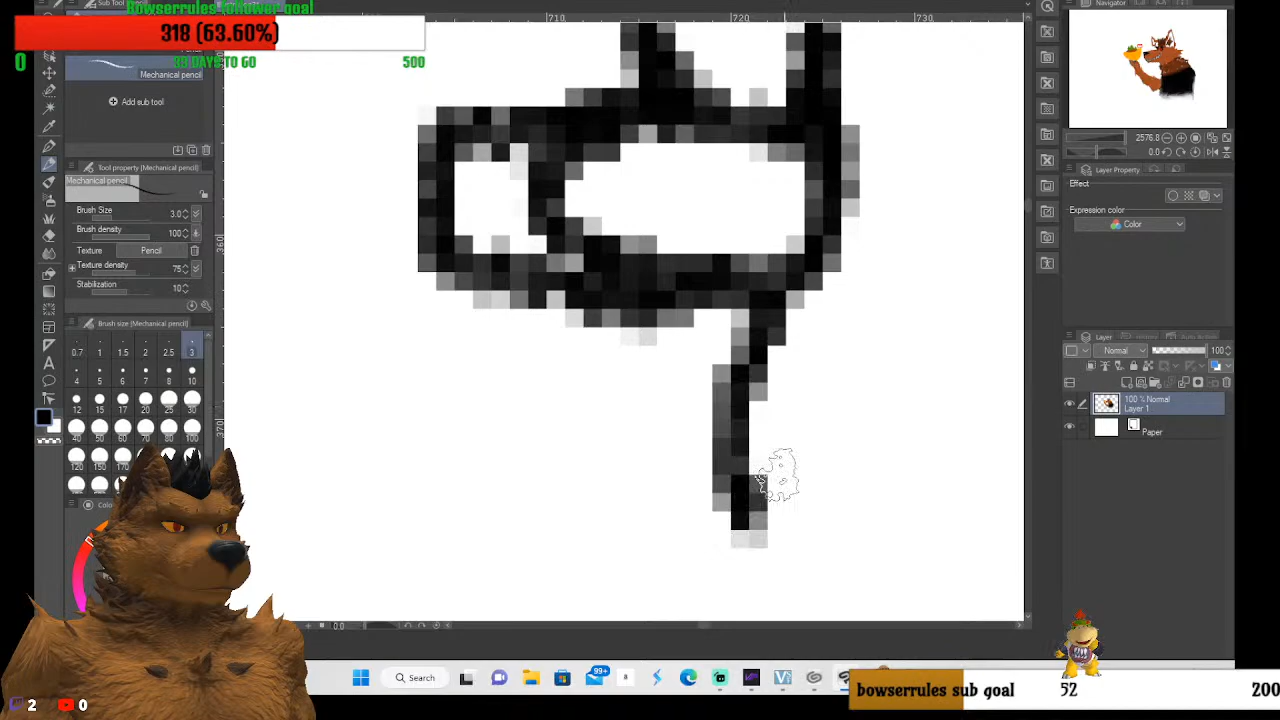 Bowserrules follower goal
318 (63.60%)
0
33 DAYS TO GO
500
Sub Tool
Mechanical pencil
Add sub tool
Tool property [Mechanical pencil]
Mechanical pencil
Brush Size
3.0
Brush density
100
Texture
Pencil
Texture density
75
Stabilization
10
Brush size [Mechanical pencil]
0.7
1
1.5
2
2.5
3
4
5
6
7
8
10
12
15
17
20
25
30
40
50
60
70
80
100
120
150
710
720
730
360
370
Navigator
2576.8
0.0
Layer Property
Effect
Expression color
Color
Layer
Normal
100
100 % Normal
Layer 1
Paper
Search
99+
bowserrules sub goal
52
200
2
0